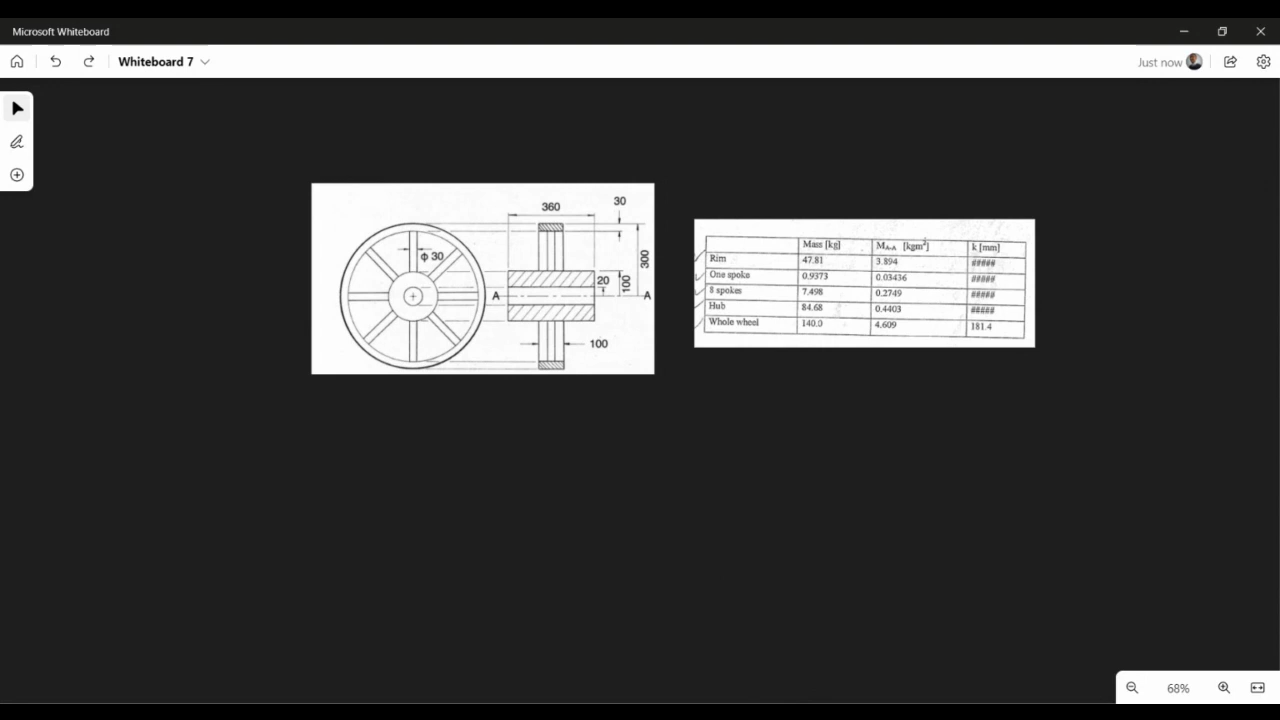 Microsoft Whiteboard
Whiteboard 7
Just now
360
30
ϕ 30
300
20
100
A
A
100
Mass [kg] MA-A [kgm²] k [mm]
Rim 47.81 3.894 #####
One spoke 0.9373 0.03436 #####
8 spokes 7.498 0.2749 #####
Hub 84.68 0.4403 #####
Whole wheel 140.0 4.609 181.4
68%